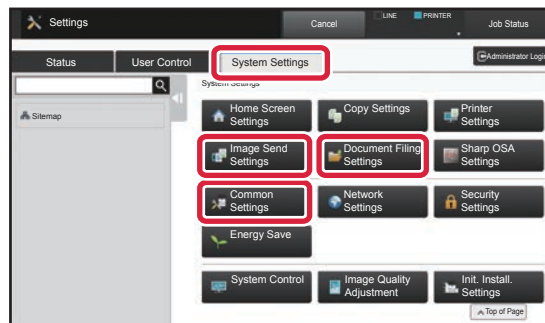 Settings
Cancel
LINE
PRINTER
Job Status
Status
User Control
System Settings
Administrator Login
System Settings
Sitemap
Home Screen
Settings
Copy Settings
Printer
Settings
Image Send
Settings
Document Filing
Settings
Sharp OSA
Settings
Common
Settings
Network
Settings
Security
Settings
Energy Save
System Control
Image Quality
Adjustment
Init. Install.
Settings
Top of Page